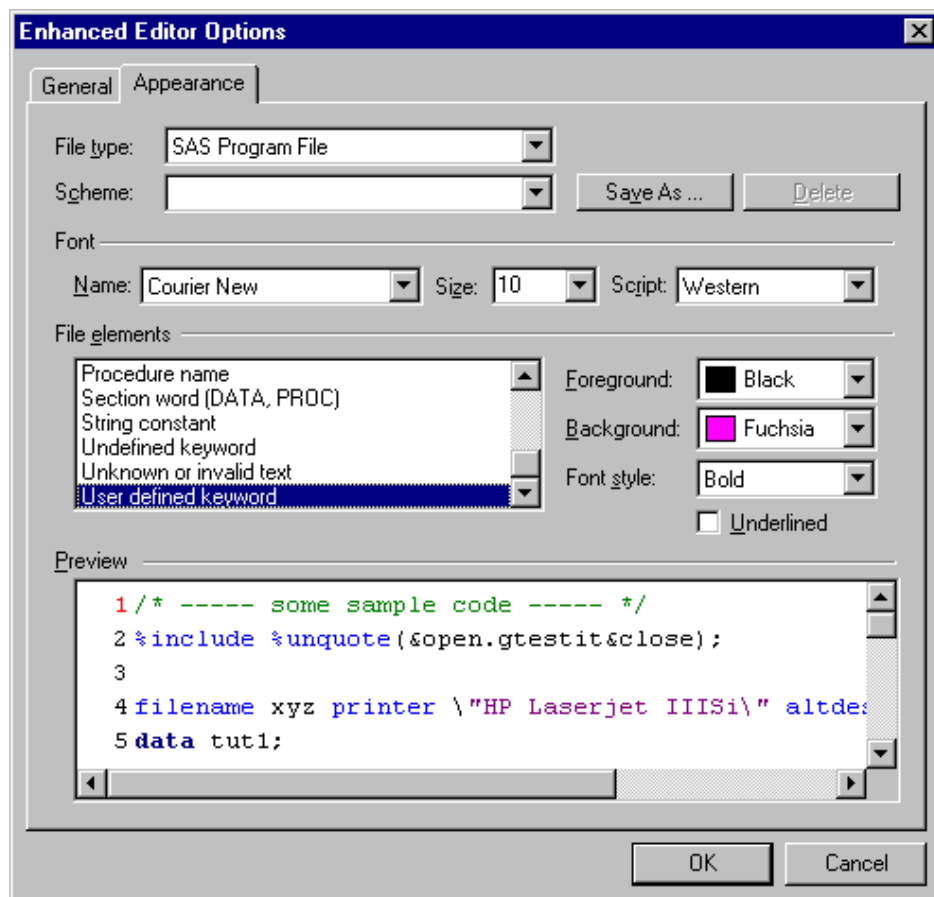 Enhanced Editor Options
General Appearance
File type: SAS Program File
Scheme: Save As ... Delete
Font
Name: Courier New Size: 10 Script: Western
File elements
Procedure name
Section word (DATA, PROC)
String constant
Undefined keyword
Unknown or invalid text
User defined keyword
Foreground: Black
Background: Fuchsia
Font style: Bold
Underlined
Preview
1 /* ----- some sample code ----- */
2 %include %unquote(&open.gtestit&close);
3
4 filename xyz printer \"HP Laserjet IIISi\" altdes
5 data tut1;
OK Cancel